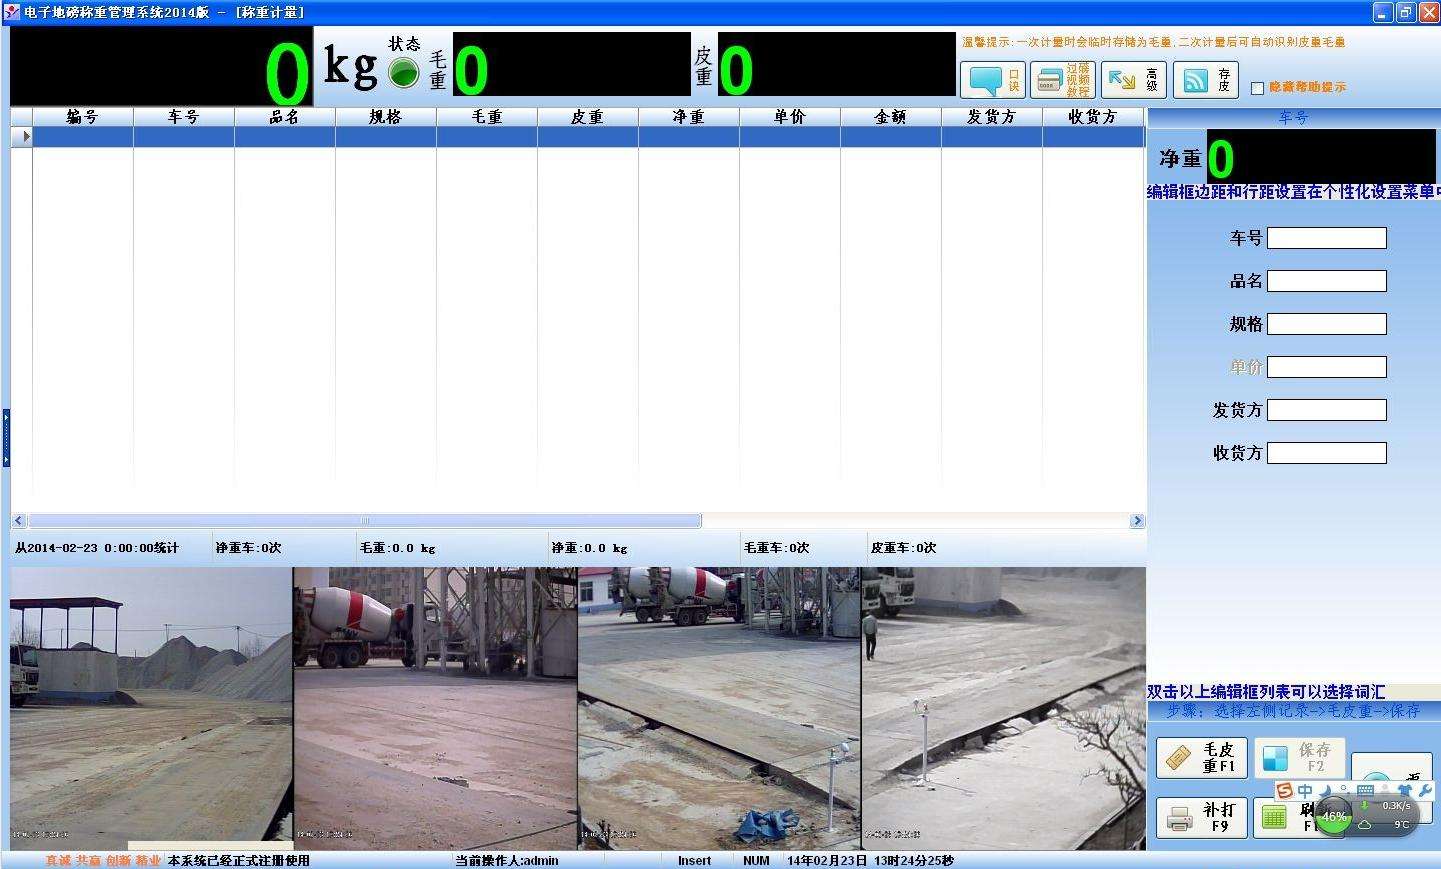 电子地磅称重管理系统2014版 - [称重计量]
0 kg 状态 毛重 0 皮重 0
温馨提示:一次计量时会临时存储为毛重,二次计量后可自动识别皮重毛重
口诀 过磅视频教程 高级 存皮 隐藏帮助提示
编号 车号 品名 规格 毛重 皮重 净重 单价 金额 发货方 收货方
车号
净重 0
编辑框边距和行距设置在个性化设置菜单中
车号
品名
规格
单价
发货方
收货方
从2014-02-23 0:00:00统计 净重车:0次 毛重:0.0 kg 净重:0.0 kg 毛重车:0次 皮重车:0次
双击以上编辑框列表可以选择词汇
步骤: 选择左侧记录->毛皮重->保存
毛皮重F1 保存F2
中
补打F9 刷
46% 0.3K/s
9℃
真诚 共赢 创新 精业 本系统已经正式注册使用 当前操作人:admin Insert NUM 14年02月23日 13时24分25秒